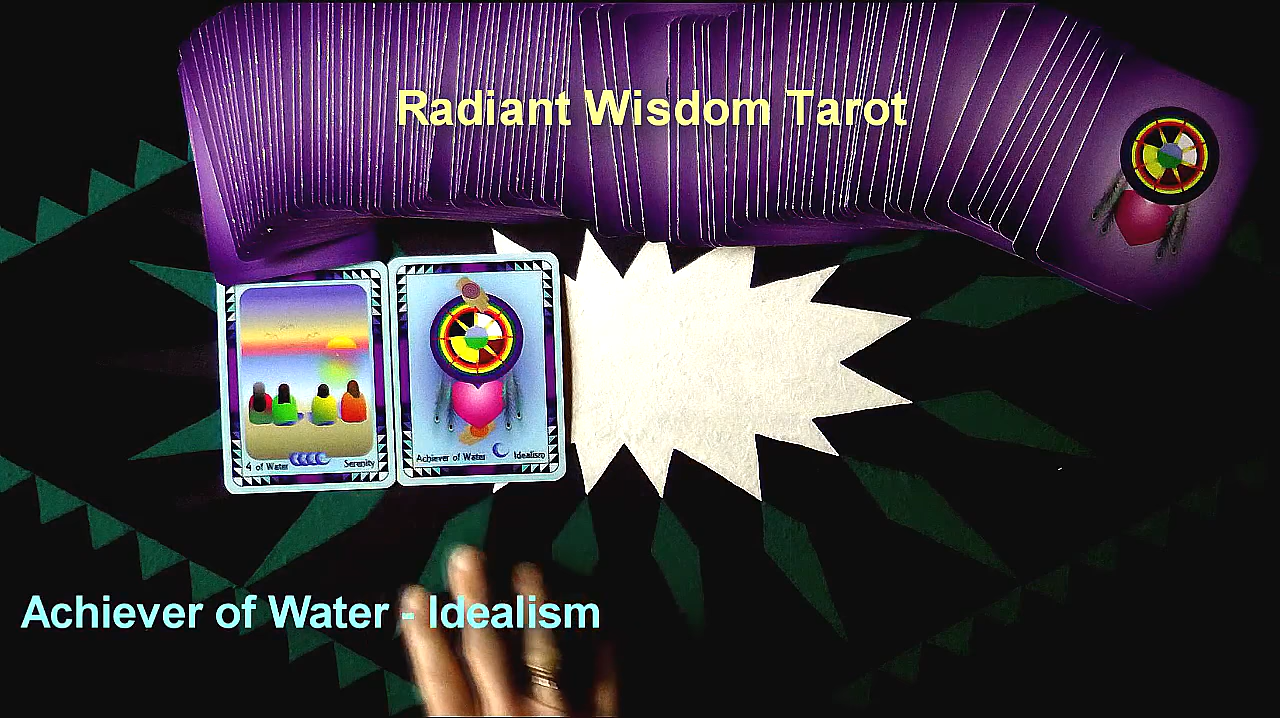 Radiant Wisdom Tarot
4 of Water Serenity
Achiever of Water Idealism
Achiever of Water - Idealism